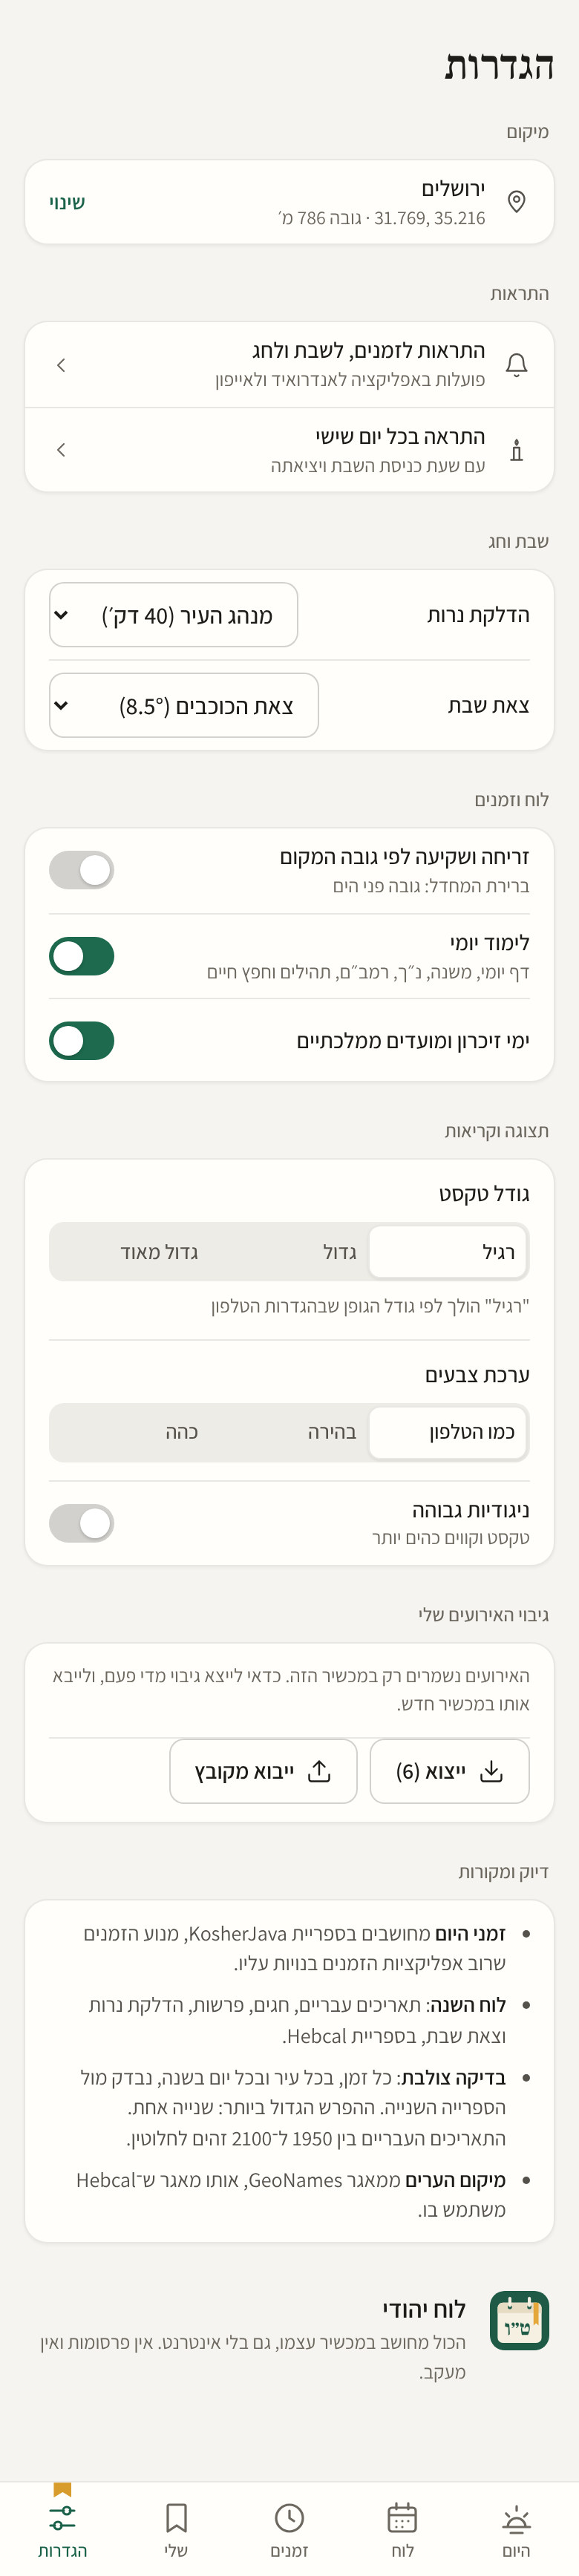 הגדרות
מיקום
ירושלים
31.769, 35.216 · גובה 786 מ׳
שינוי
התראות
התראות לזמנים, לשבת ולחג
פועלות באפליקציה לאנדרואיד ולאייפון
התראה בכל יום שישי
עם שעת כניסת השבת ויציאתה
שבת וחג
הדלקת נרות
מנהג העיר (40 דק׳)
צאת שבת
צאת הכוכבים (8.5°)
לוח וזמנים
זריחה ושקיעה לפי גובה המקום
ברירת המחדל: גובה פני הים
לימוד יומי
דף יומי, משנה, נ״ך, רמב״ם, תהילים וחפץ חיים
ימי זיכרון ומועדים ממלכתיים
תצוגה וקריאות
גודל טקסט
רגיל
גדול
גדול מאוד
"רגיל" הולך לפי גודל הגופן שבהגדרות הטלפון
ערכת צבעים
כמו הטלפון
בהירה
כהה
ניגודיות גבוהה
טקסט וקווים כהים יותר
גיבוי האירועים שלי
האירועים נשמרים רק במכשיר הזה. כדאי לייצא גיבוי מדי פעם, ולייבא
אותו במכשיר חדש.
ייצוא (6)
ייבוא מקובץ
דיוק ומקורות
• זמני היום מחושבים בספריית KosherJava, מנוע הזמנים
שרוב אפליקציות הזמנים בנויות עליו.
• לוח השנה: תאריכים עבריים, חגים, פרשות, הדלקת נרות
וצאת שבת, בספריית Hebcal.
• בדיקה צולבת: כל זמן, בכל עיר ובכל יום בשנה, נבדק מול
הספרייה השנייה. ההפרש הגדול ביותר: שנייה אחת.
התאריכים העבריים בין 1950 ל־2100 זהים לחלוטין.
• מיקום הערים ממאגר GeoNames, אותו מאגר ש־Hebcal
משתמש בו.
ט״ו
לוח יהודי
הכול מחושב במכשיר עצמו, גם בלי אינטרנט. אין פרסומות ואין
מעקב.
היום
לוח
זמנים
שלי
הגדרות